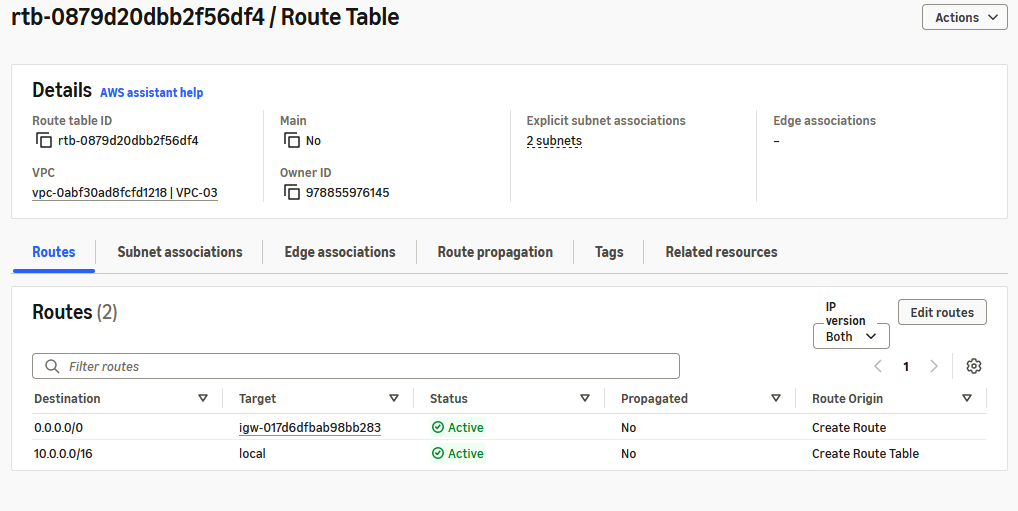 rtb-0879d20dbb2f56df4 / Route Table
Actions
Details AWS assistant help
Route table ID
rtb-0879d20dbb2f56df4
Main
No
Explicit subnet associations
2 subnets
Edge associations
–
VPC
vpc-0abf30ad8fcfd1218 | VPC-03
Owner ID
978855976145
Routes Subnet associations Edge associations Route propagation Tags Related resources
Routes (2)
IP version
Both
Edit routes
Filter routes
1
Destination Target Status Propagated Route Origin
0.0.0.0/0 igw-017d6dfbab98bb283 Active No Create Route
10.0.0.0/16 local Active No Create Route Table